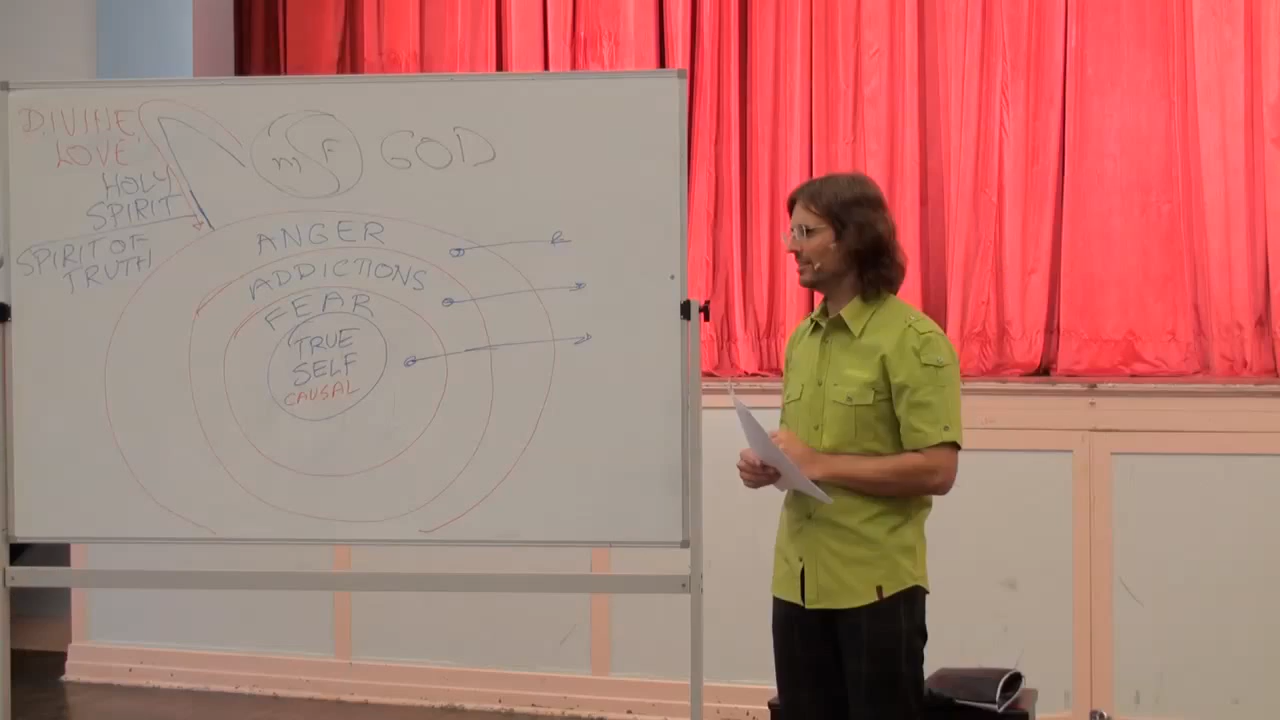 DIVINE
LOVE
HOLY
SPIRIT
SPIRIT OF
TRUTH
m F
GOD
ANGER
ADDICTIONS
FEAR
TRUE
SELF
CAUSAL